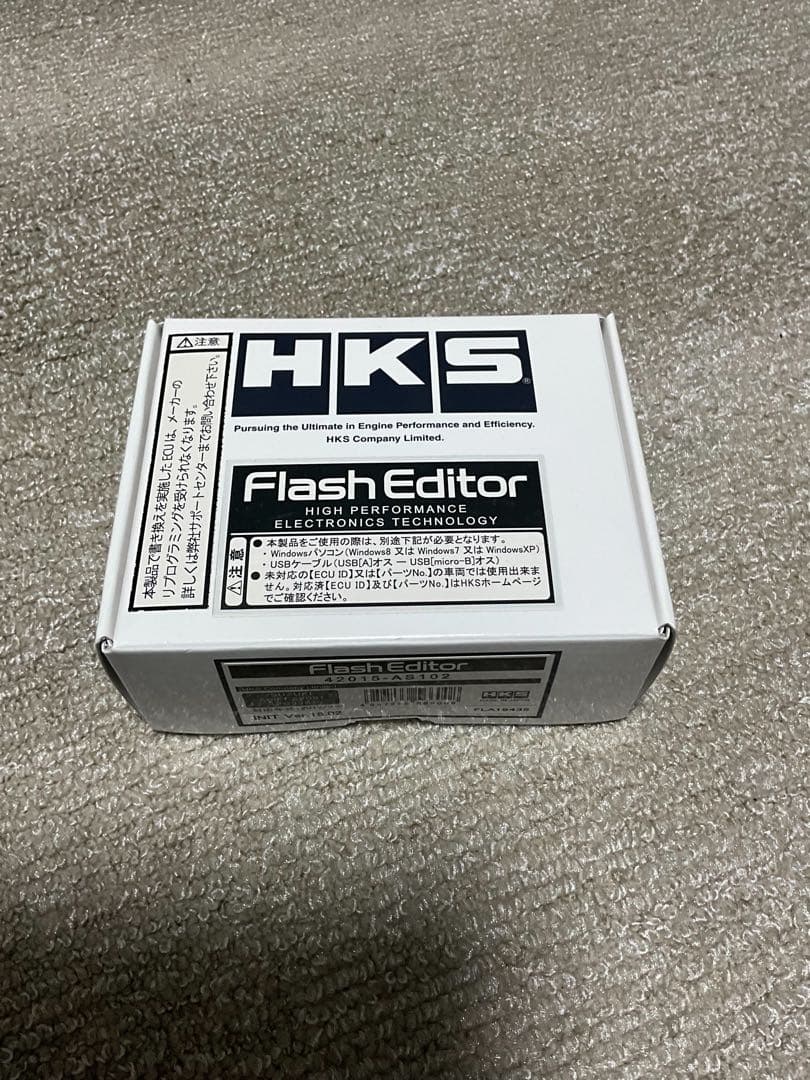 ⚠注意
本製品で書き換えを実施したECUは、メーカーの
リプログラミングを受けられなくなります。
詳しくは弊社サポートセンターまでお問い合わせ下さい。
HKS®
Pursuing the Ultimate in Engine Performance and Efficiency.
HKS Company Limited.
Flash Editor
HIGH PERFORMANCE
ELECTRONICS TECHNOLOGY
⚠注意
● 本製品をご使用の際は、別途下記が必要となります。
・Windowsパソコン(Windows8 又は Windows7 又は WindowsXP)
・USBケーブル(USB[A]オス ― USB[micro-B]オス)
● 未対応の【ECU ID】又は【パーツNo.】の車両では使用出来ま
せん。対応済【ECU ID】及び【パーツNo.】はHKSホームページ
でご確認ください。
Flash Editor
42015-AS102
HKS
INIT Ver.16.02